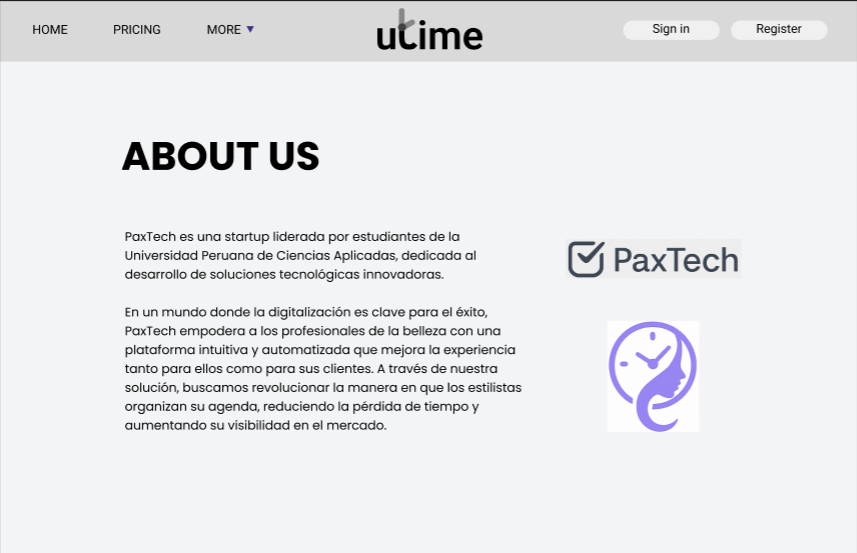 HOME PRICING MORE utime Sign in Register
ABOUT US
PaxTech es una startup liderada por estudiantes de la
Universidad Peruana de Ciencias Aplicadas, dedicada al
desarrollo de soluciones tecnológicas innovadoras.
En un mundo donde la digitalización es clave para el éxito,
PaxTech empodera a los profesionales de la belleza con una
plataforma intuitiva y automatizada que mejora la experiencia
tanto para ellos como para sus clientes. A través de nuestra
solución, buscamos revolucionar la manera en que los estilistas
organizan su agenda, reduciendo la pérdida de tiempo y
aumentando su visibilidad en el mercado.
PaxTech